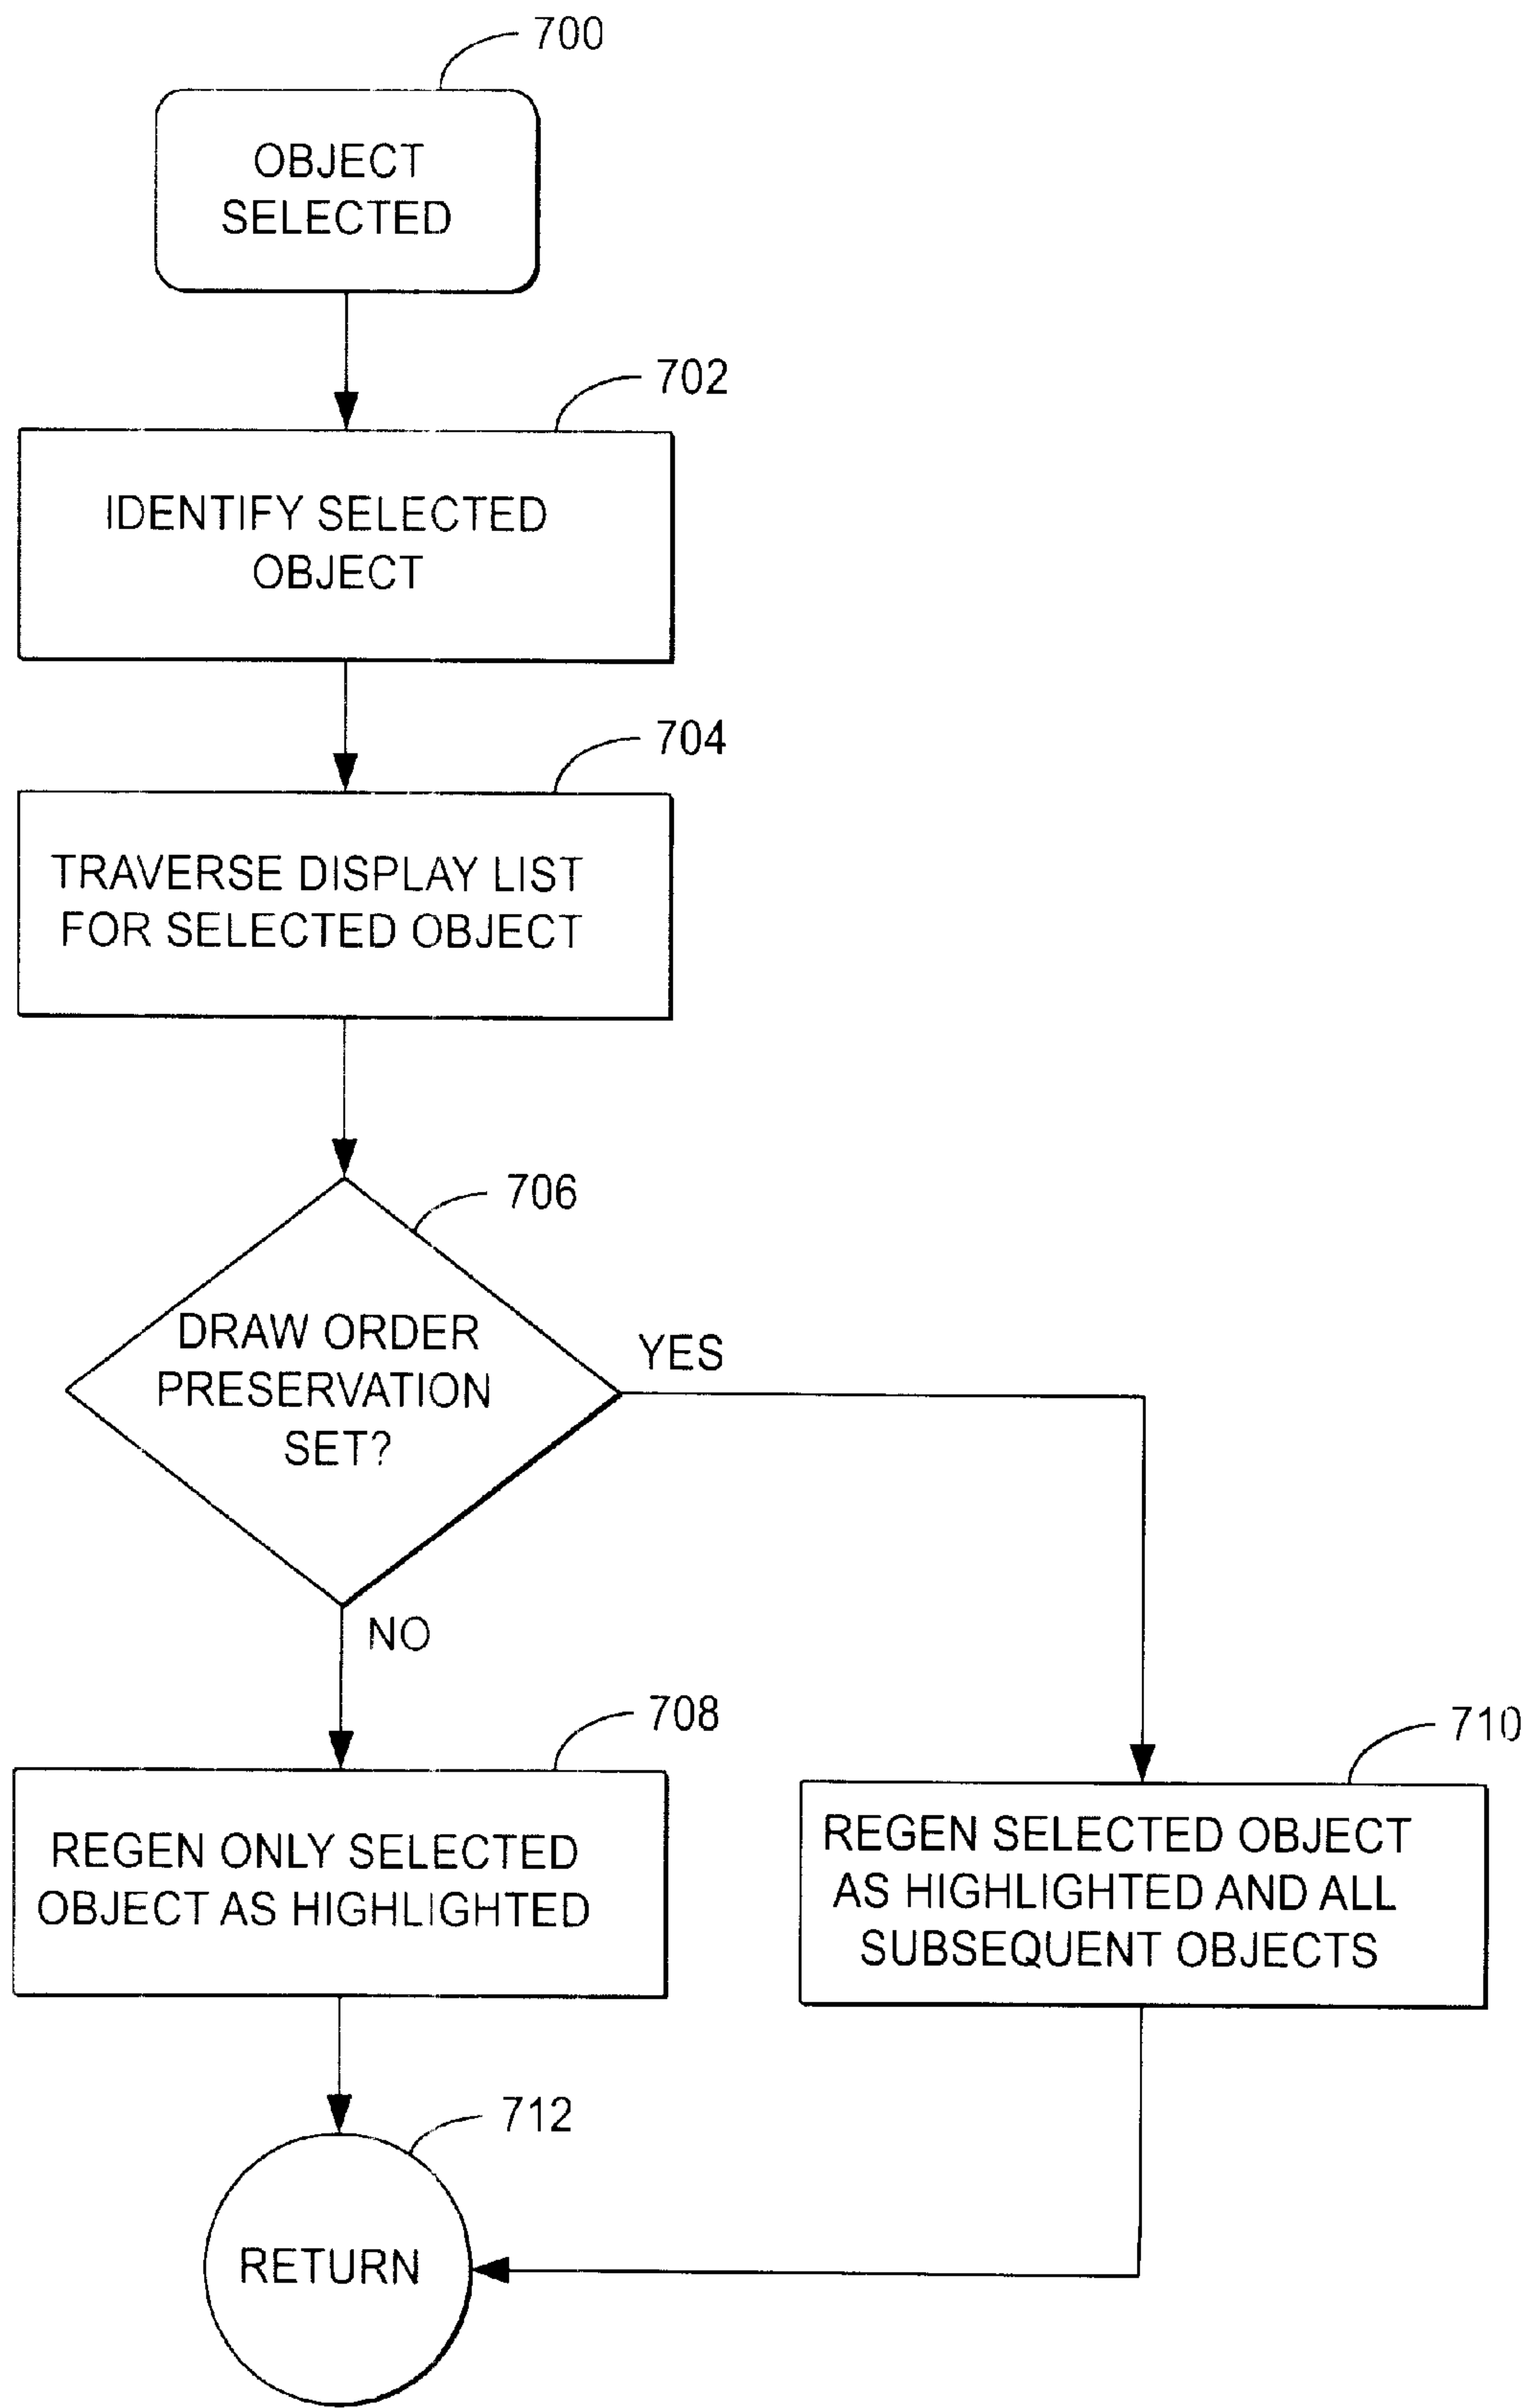 700
OBJECT
SELECTED
702
IDENTIFY SELECTED
OBJECT
704
TRAVERSE DISPLAY LIST
FOR SELECTED OBJECT
706
DRAW ORDER
PRESERVATION
SET?
YES
NO
708
REGEN ONLY SELECTED
OBJECT AS HIGHLIGHTED
710
REGEN SELECTED OBJECT
AS HIGHLIGHTED AND ALL
SUBSEQUENT OBJECTS
712
RETURN